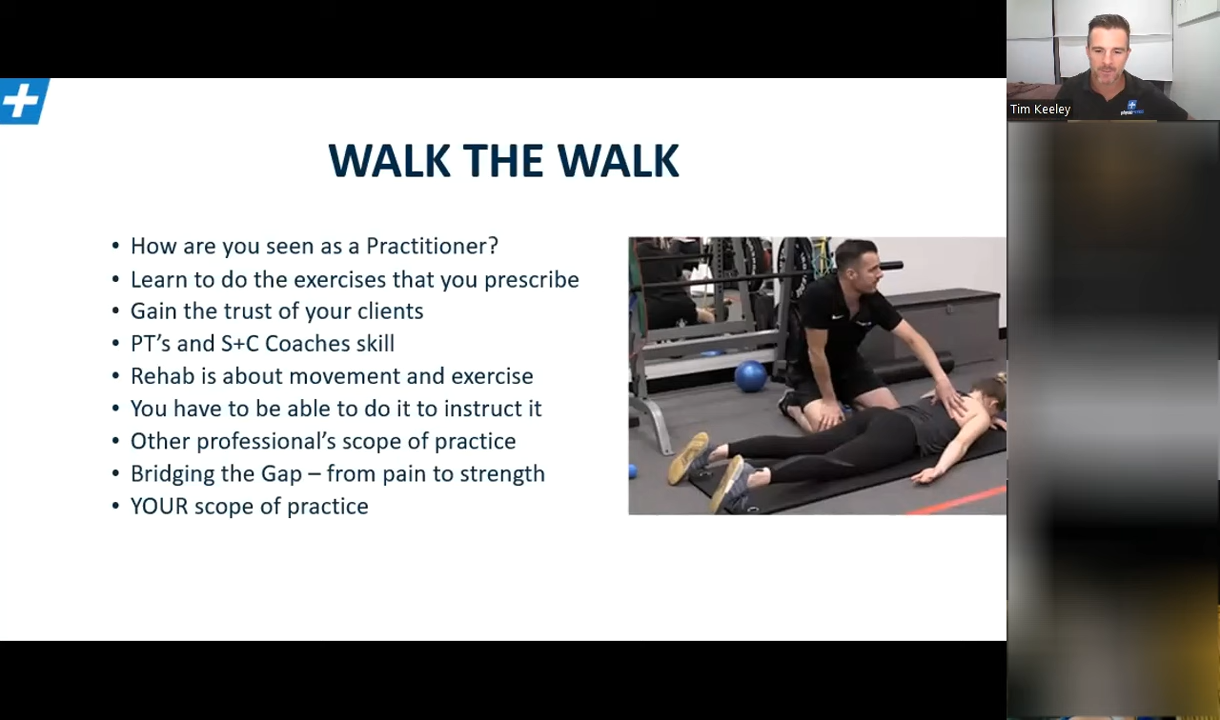 WALK THE WALK
• How are you seen as a Practitioner?
• Learn to do the exercises that you prescribe
• Gain the trust of your clients
• PT's and S+C Coaches skill
• Rehab is about movement and exercise
• You have to be able to do it to instruct it
• Other professional's scope of practice
• Bridging the Gap – from pain to strength
• YOUR scope of practice
Tim Keeley